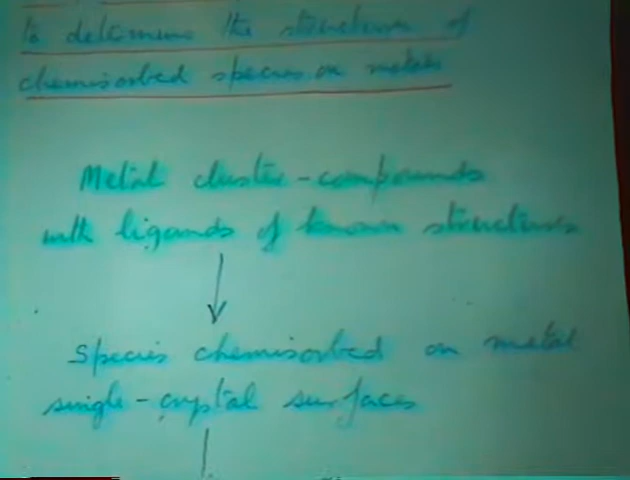 to determine the structures of
chemisorbed species on metals
Metal cluster-compounds
with ligands of known structures
Species chemisorbed on metal
single-crystal surfaces